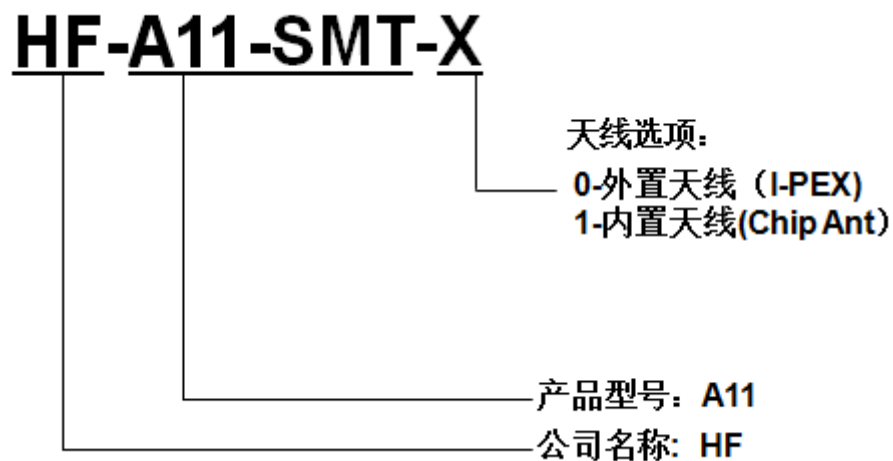 HF-A11-SMT-X
天线选项：
0-外置天线（I-PEX)
1-内置天线(Chip Ant）
产品型号：A11
公司名称: HF